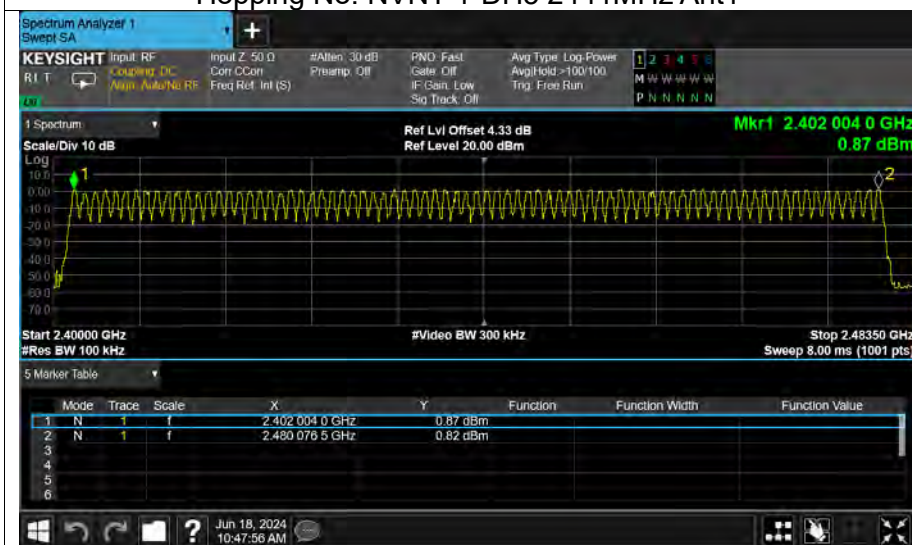 Hopping No. NVNT 1-DH5 2441MHz Ant1
Spectrum Analyzer 1
Swept SA
+
KEYSIGHT Input: RF Input Z: 50 Ω #Atten: 30 dB PNO: Fast Avg Type: Log-Power 1 2 3 4 5 6
RLT Coupling: DC Corr CCorr Preamp: Off Gate: Off Avg|Hold:>100/100 M W W W W W
Align: Auto/No RF Freq Ref: Int (S) IF Gain: Low Trig: Free Run
Sig Track: Off P N N N N N
1 Spectrum
Ref Lvl Offset 4.33 dB Mkr1 2.402 004 0 GHz
Scale/Div 10 dB Ref Level 20.00 dBm 0.87 dBm
Log
10.0
1
2
0.00
-10.0
-20.0
-30.0
-40.0
-50.0
-60.0
-70.0
Start 2.40000 GHz #Video BW 300 kHz Stop 2.48350 GHz
#Res BW 100 kHz Sweep 8.00 ms (1001 pts)
5 Marker Table
Mode Trace Scale X Y Function Function Width Function Value
1 N 1 f 2.402 004 0 GHz 0.87 dBm
2 N 1 f 2.480 076 5 GHz 0.82 dBm
3
4
5
6
? Jun 18, 2024
10:47:56 AM